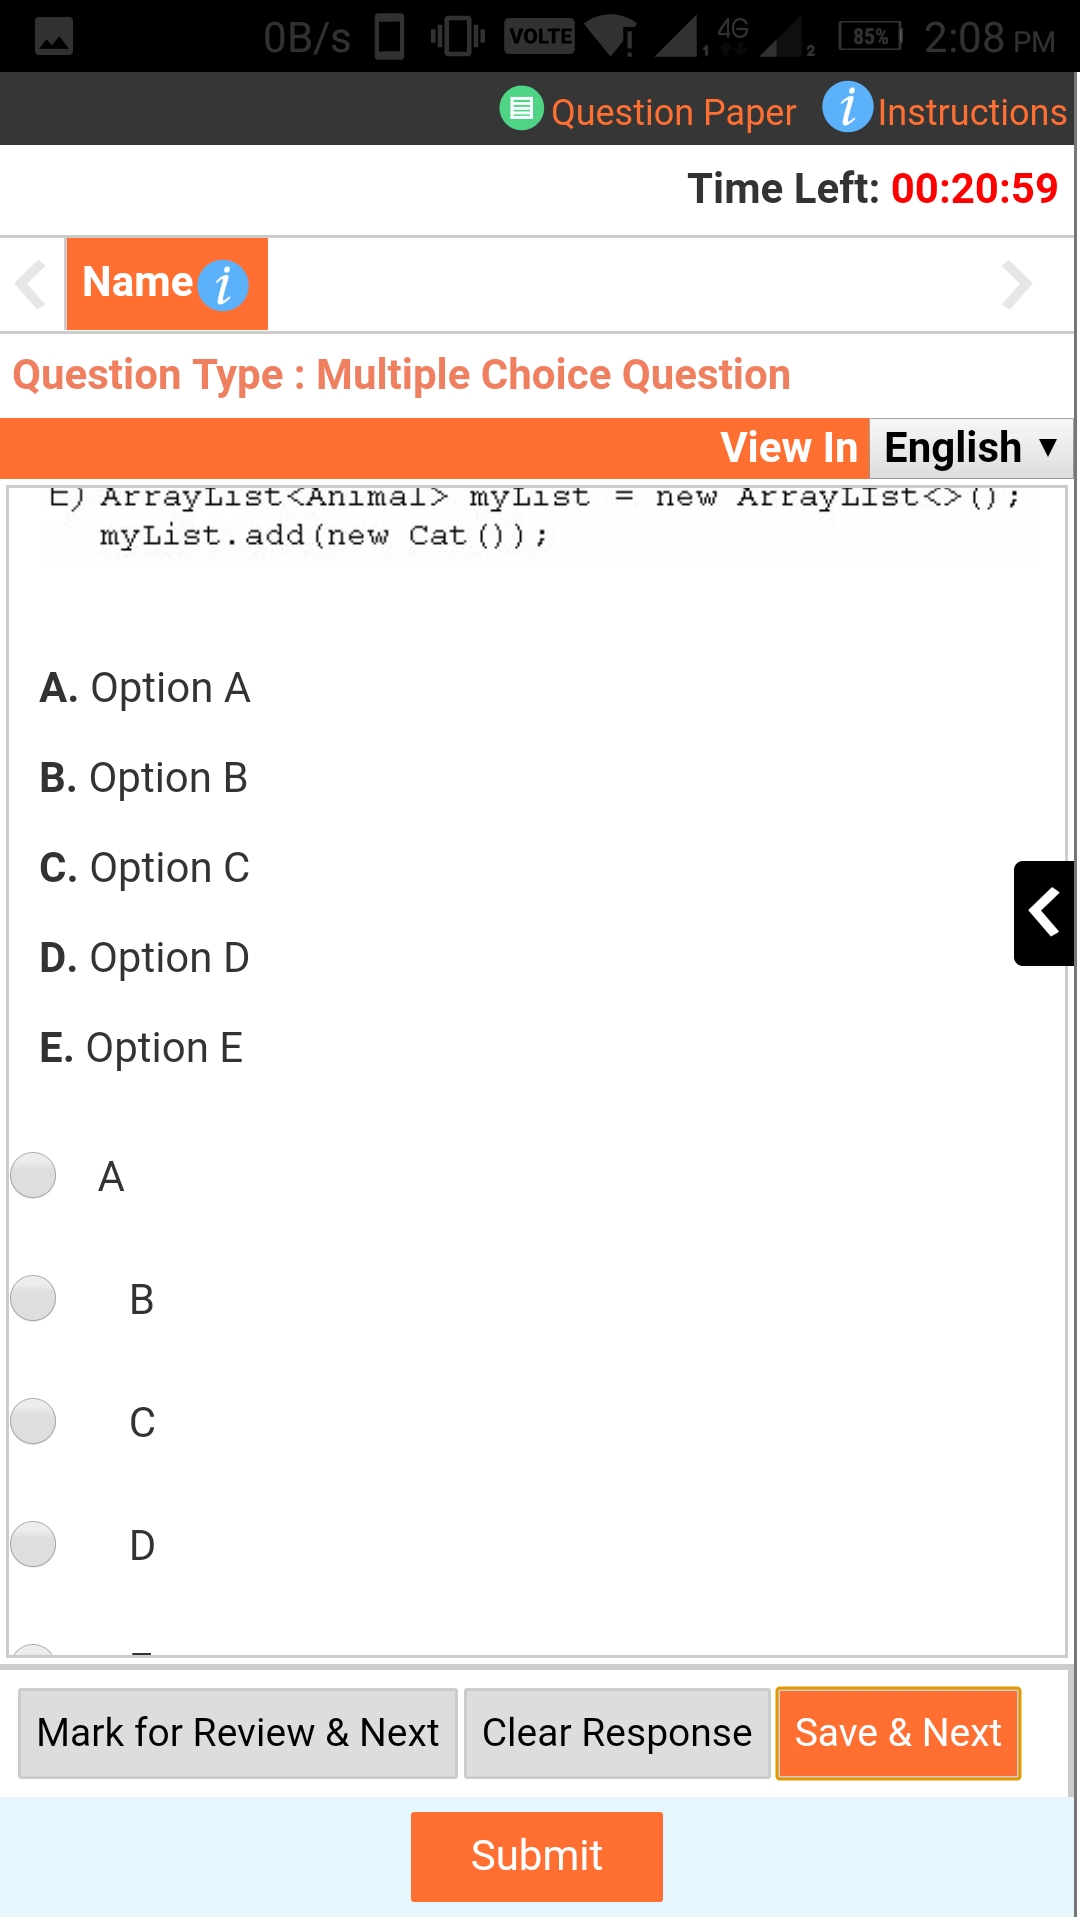 0B/s VOLTE 1 4G 2 85% 2:08 PM
Question Paper i Instructions
Time Left: 00:20:59
Name i
Question Type : Multiple Choice Question
View In English ▼
E) ArrayList<Animal> myList = new ArrayLIst<>();
myList.add(new Cat());
A. Option A
B. Option B
C. Option C
D. Option D
E. Option E
A
B
C
D
Mark for Review & Next Clear Response Save & Next
Submit